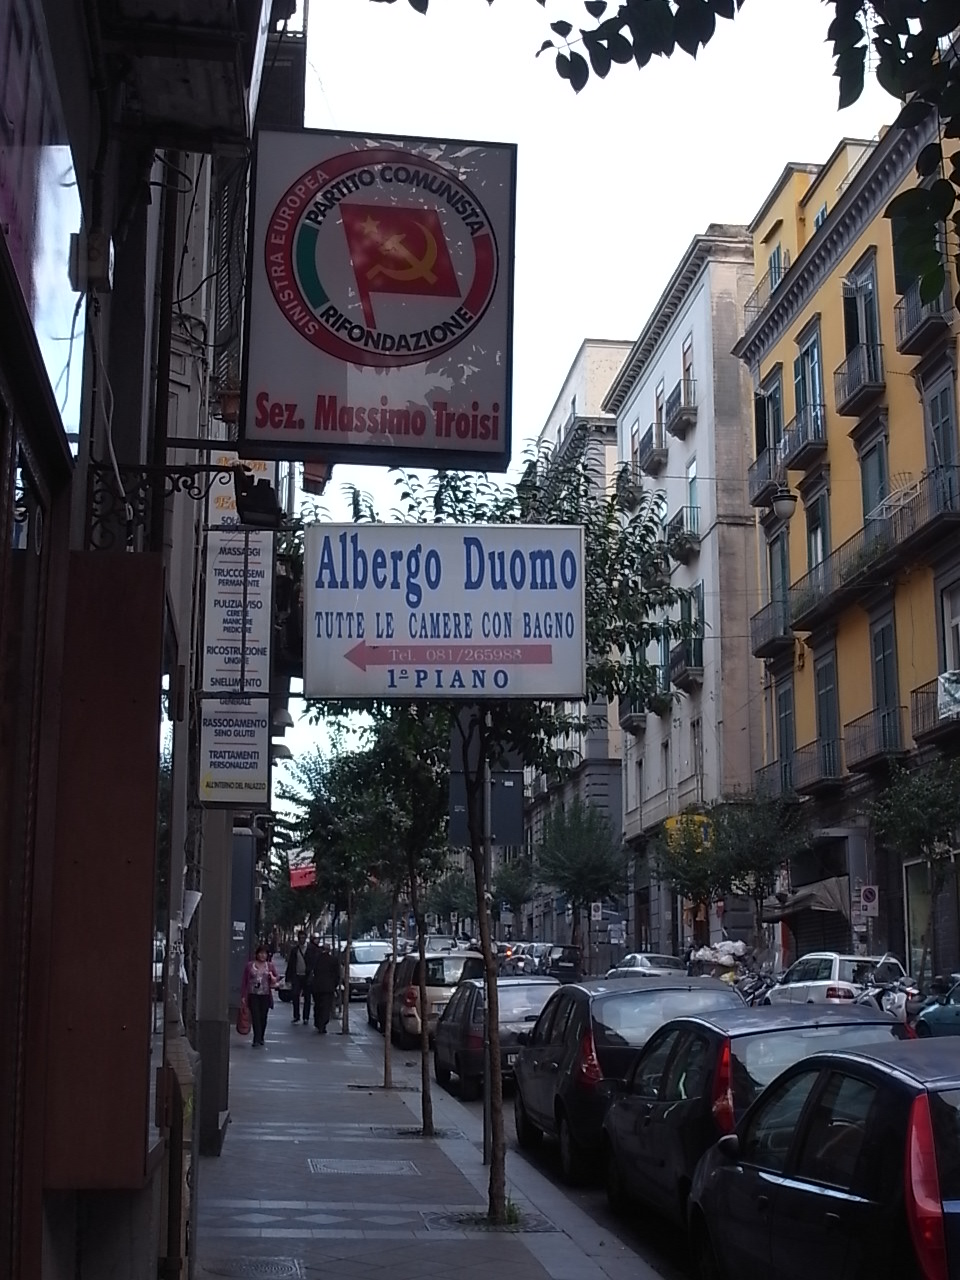 PARTITO COMUNISTA
SINISTRA EUROPEA
RIFONDAZIONE
Sez. Massimo Troisi
Albergo Duomo
TUTTE LE CAMERE CON BAGNO
Tel. 081/265988
1º PIANO
MASSAGGI
TRUCCO SEMI
PERMANENTE
PULIZIA VISO
CERETTE
MANICURE
PEDICURE
RICOSTRUZIONE
UNGHIE
SNELLIMENTO
GENERALE
RASSODAMENTO
SENO GLUTEI
TRATTAMENTI
PERSONALIZZATI
ALL'INTERNO DEL PALAZZO